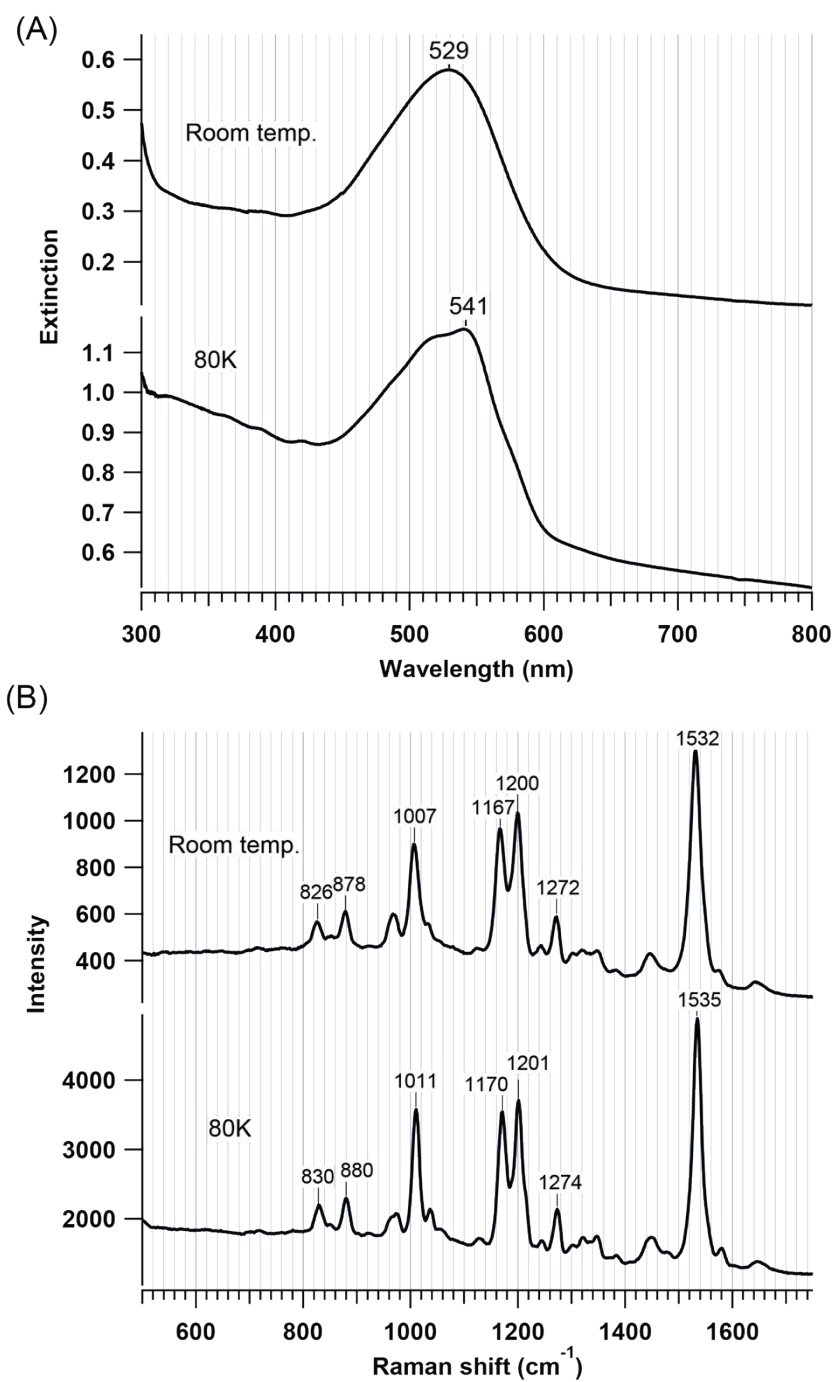 (A)
529
0.6
0.5
Room temp.
0.4
0.3
0.2
Extinction
541
1.1
80K
1.0
0.9
0.8
0.7
0.6
300 400 500 600 700 800
Wavelength (nm)
(B)
1532
1200
1200
1167
1000
1007
Room temp.
800
826 878
1272
600
400
Intensity
1535
4000
1011 1170 1201
80K
3000
830 880 1274
2000
600 800 1000 1200 1400 1600
Raman shift (cm-1)